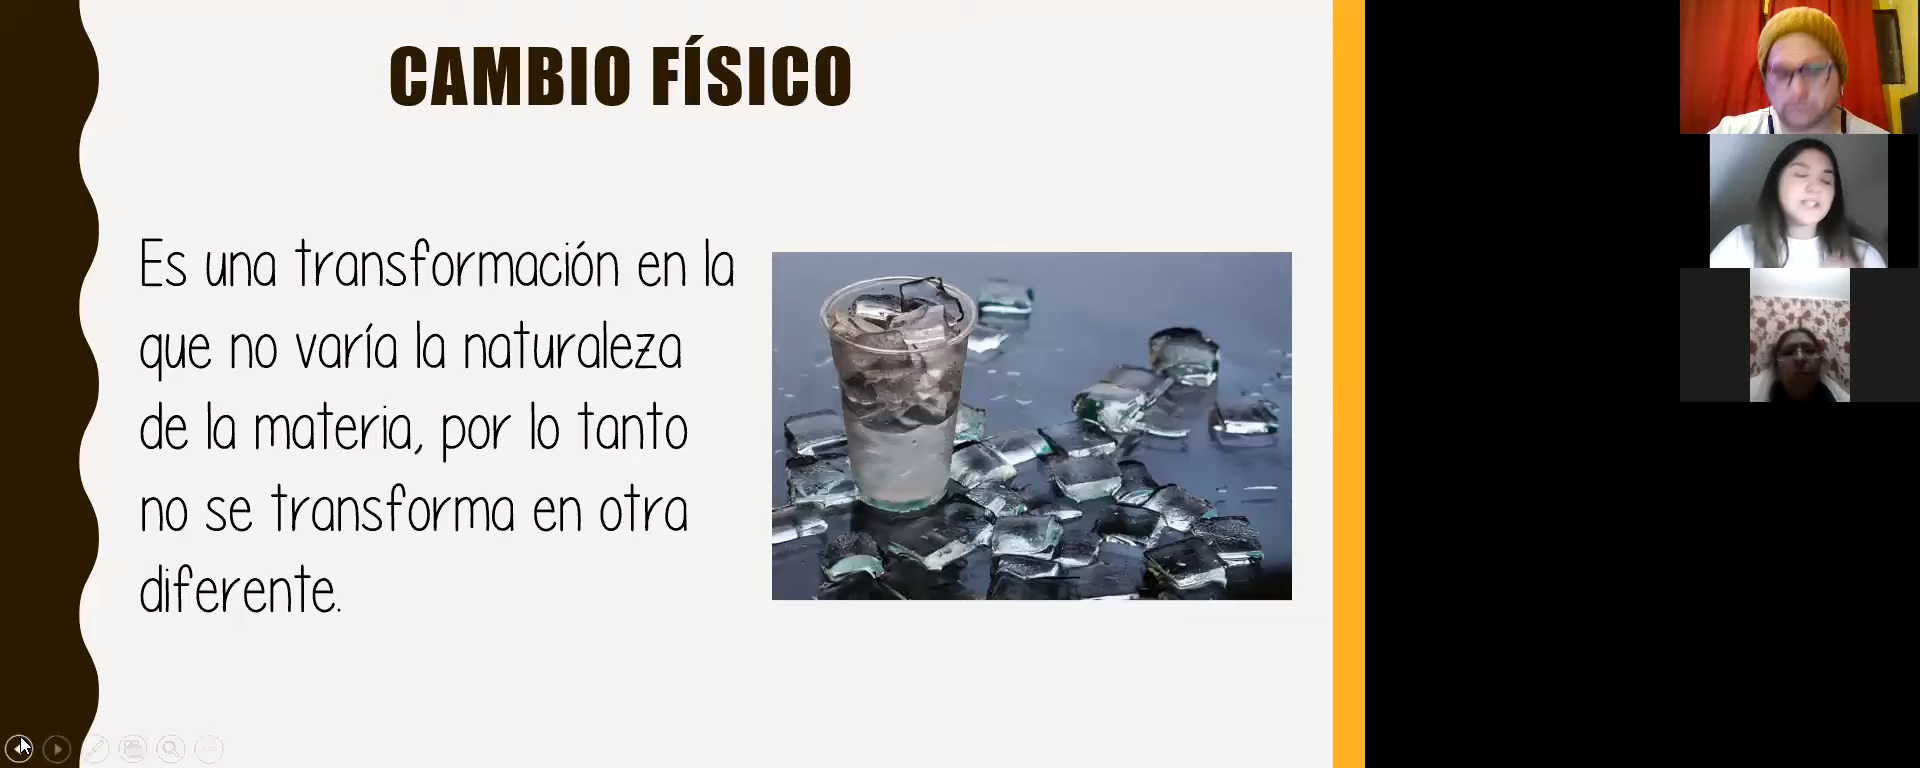 CAMBIO FÍSICO
Es una transformación en la
que no varía la naturaleza
de la materia, por lo tanto
no se transforma en otra
diferente.